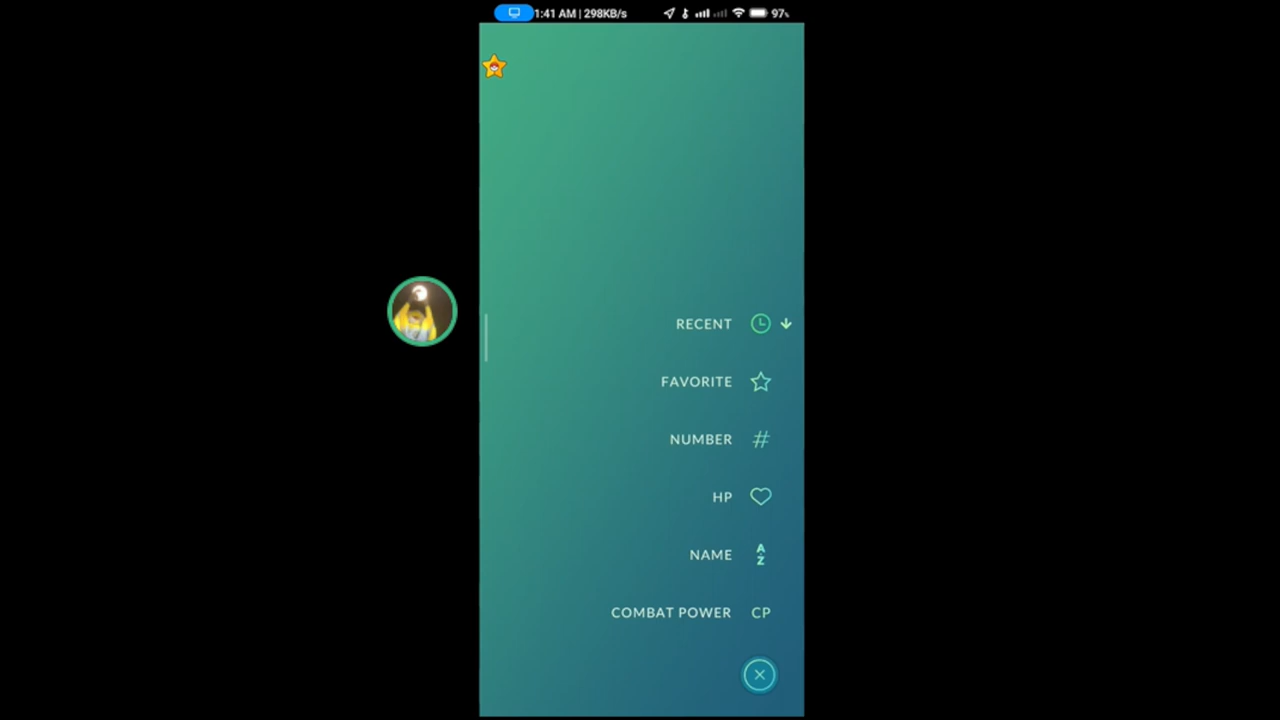 1:41 AM | 298KB/s
97%
RECENT
FAVORITE
NUMBER
#
HP
NAME
A
Z
COMBAT POWER CP